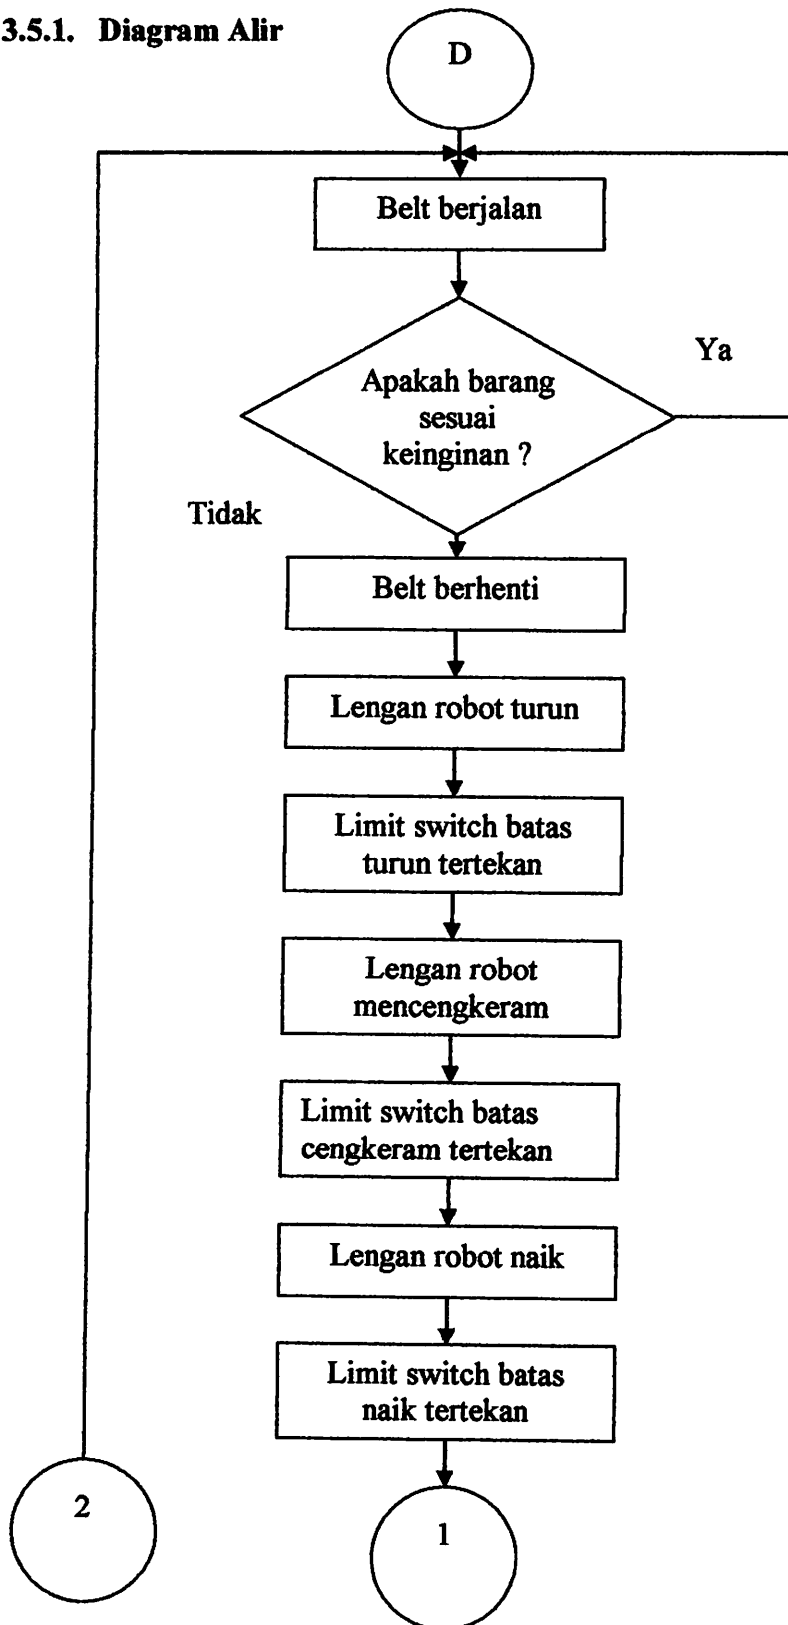 3.5.1. Diagram Alir
D
Belt berjalan
Ya
Apakah barang
sesuai
keinginan ?
Tidak
Belt berhenti
Lengan robot turun
Limit switch batas
turun tertekan
Lengan robot
mencengkeram
Limit switch batas
cengkeram tertekan
Lengan robot naik
Limit switch batas
naik tertekan
2
1